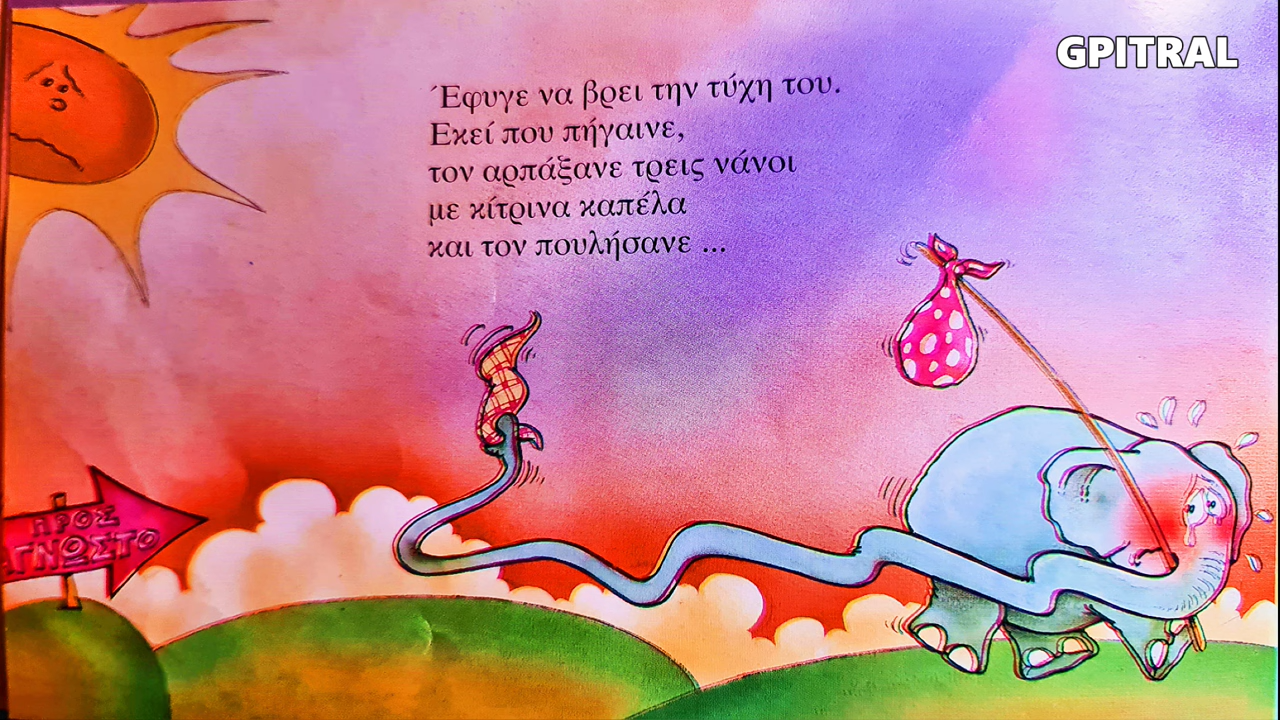 GPITRAL
Έφυγε να βρει την τύχη του.
Εκεί που πήγαινε,
τον αρπάξανε τρεις νάνοι
με κίτρινα καπέλα
και τον πουλήσανε ...
ΠΡΟΣ
ΓΝΩΣΤΟ